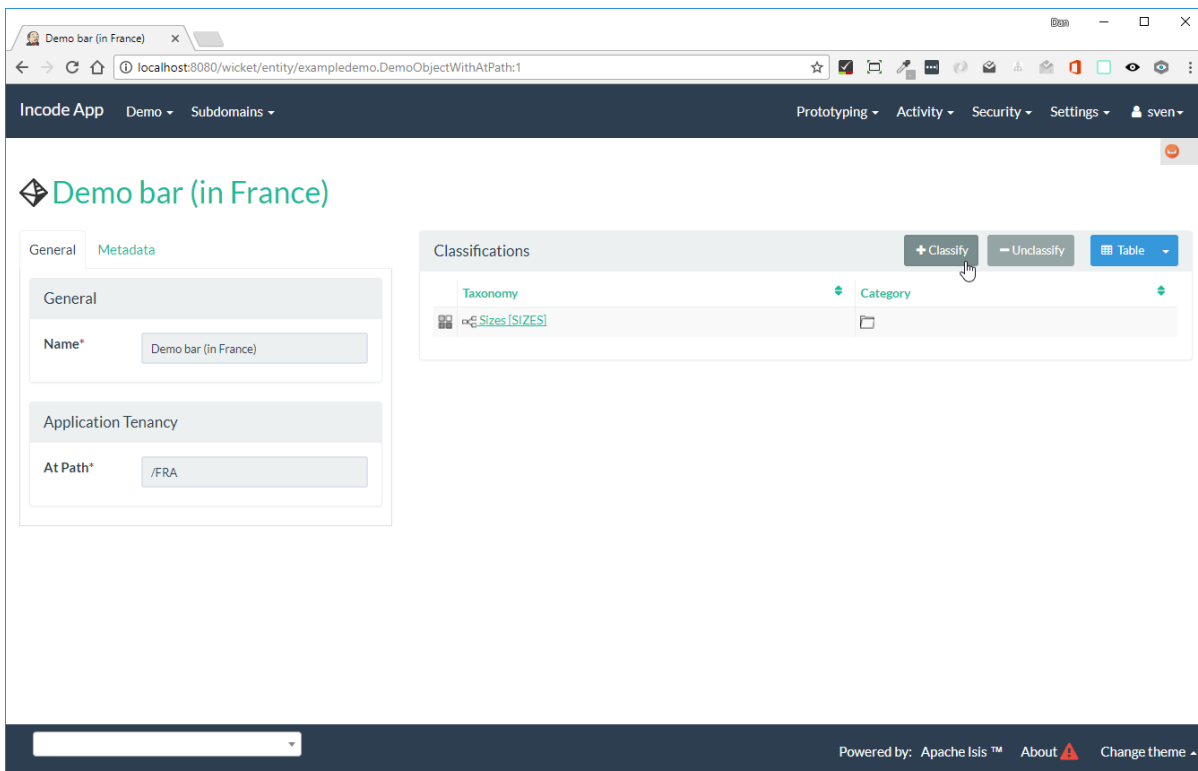 Dan
Demo bar (in France)
localhost:8080/wicket/entity/exampledemo.DemoObjectWithAtPath:1
Incode App Demo Subdomains Prototyping Activity Security Settings sven
Demo bar (in France)
General Metadata
Classifications + Classify − Unclassify Table
General
Taxonomy Category
Sizes [SIZES]
Name* Demo bar (in France)
Application Tenancy
At Path* /FRA
Powered by: Apache Isis ™ About Change theme